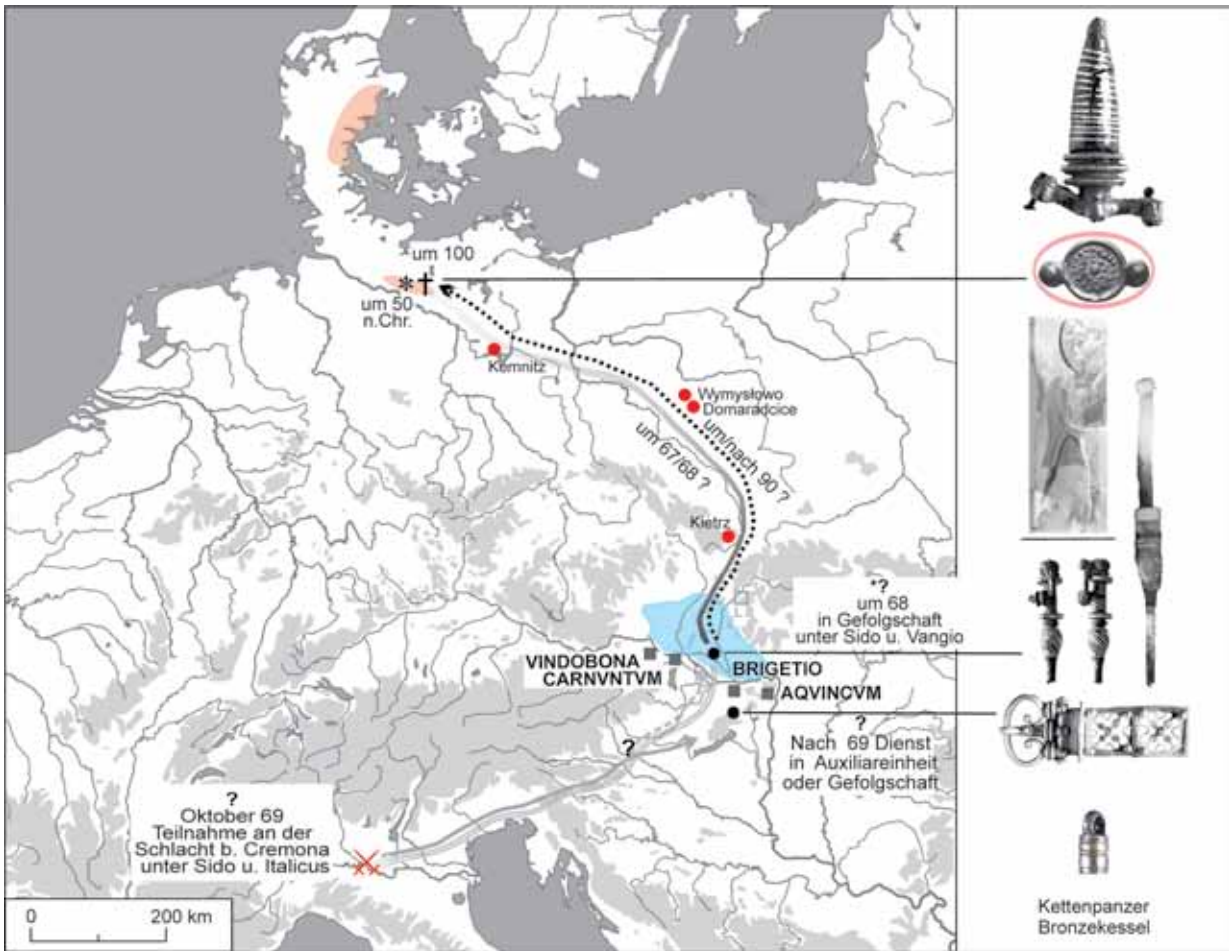 um 100
um 50
n.Chr.
Kemnitz
Wymysłowo
Domaradcice
um 67/68 ?
um/nach 90 ?
Kietrz
*?
um 68
in Gefolgschaft
unter Sido u. Vangio
VINDOBONA
CARNVNTVM
BRIGETIO
AQVINCVM
?
?
Nach 69 Dienst
in Auxiliareinheit
oder Gefolgschaft
?
Oktober 69
Teilnahme an der
Schlacht b. Cremona
unter Sido u. Italicus
0 200 km
Kettenpanzer
Bronzekessel